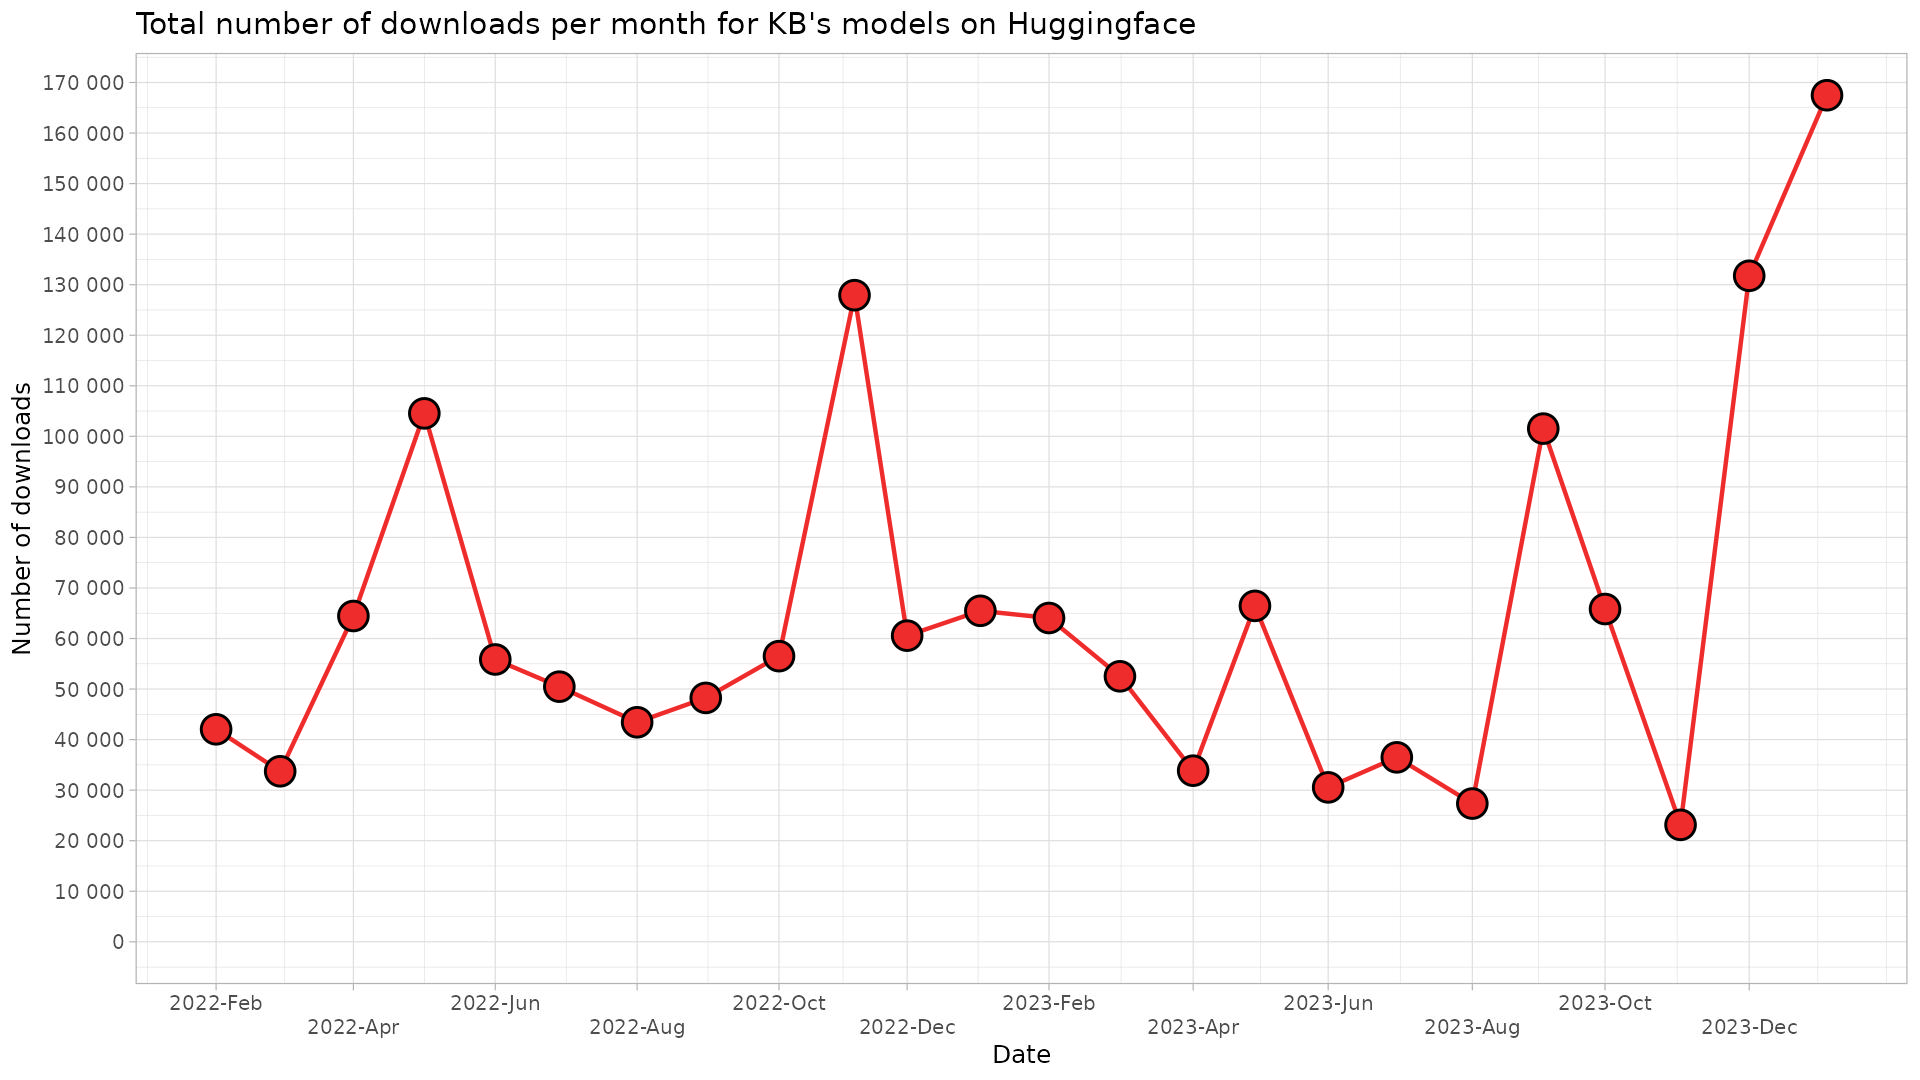 Total number of downloads per month for KB's models on Huggingface
Number of downloads
170 000
160 000
150 000
140 000
130 000
120 000
110 000
100 000
90 000
80 000
70 000
60 000
50 000
40 000
30 000
20 000
10 000
0
2022-Feb
2022-Apr
2022-Jun
2022-Aug
2022-Oct
2022-Dec
2023-Feb
2023-Apr
2023-Jun
2023-Aug
2023-Oct
2023-Dec
Date